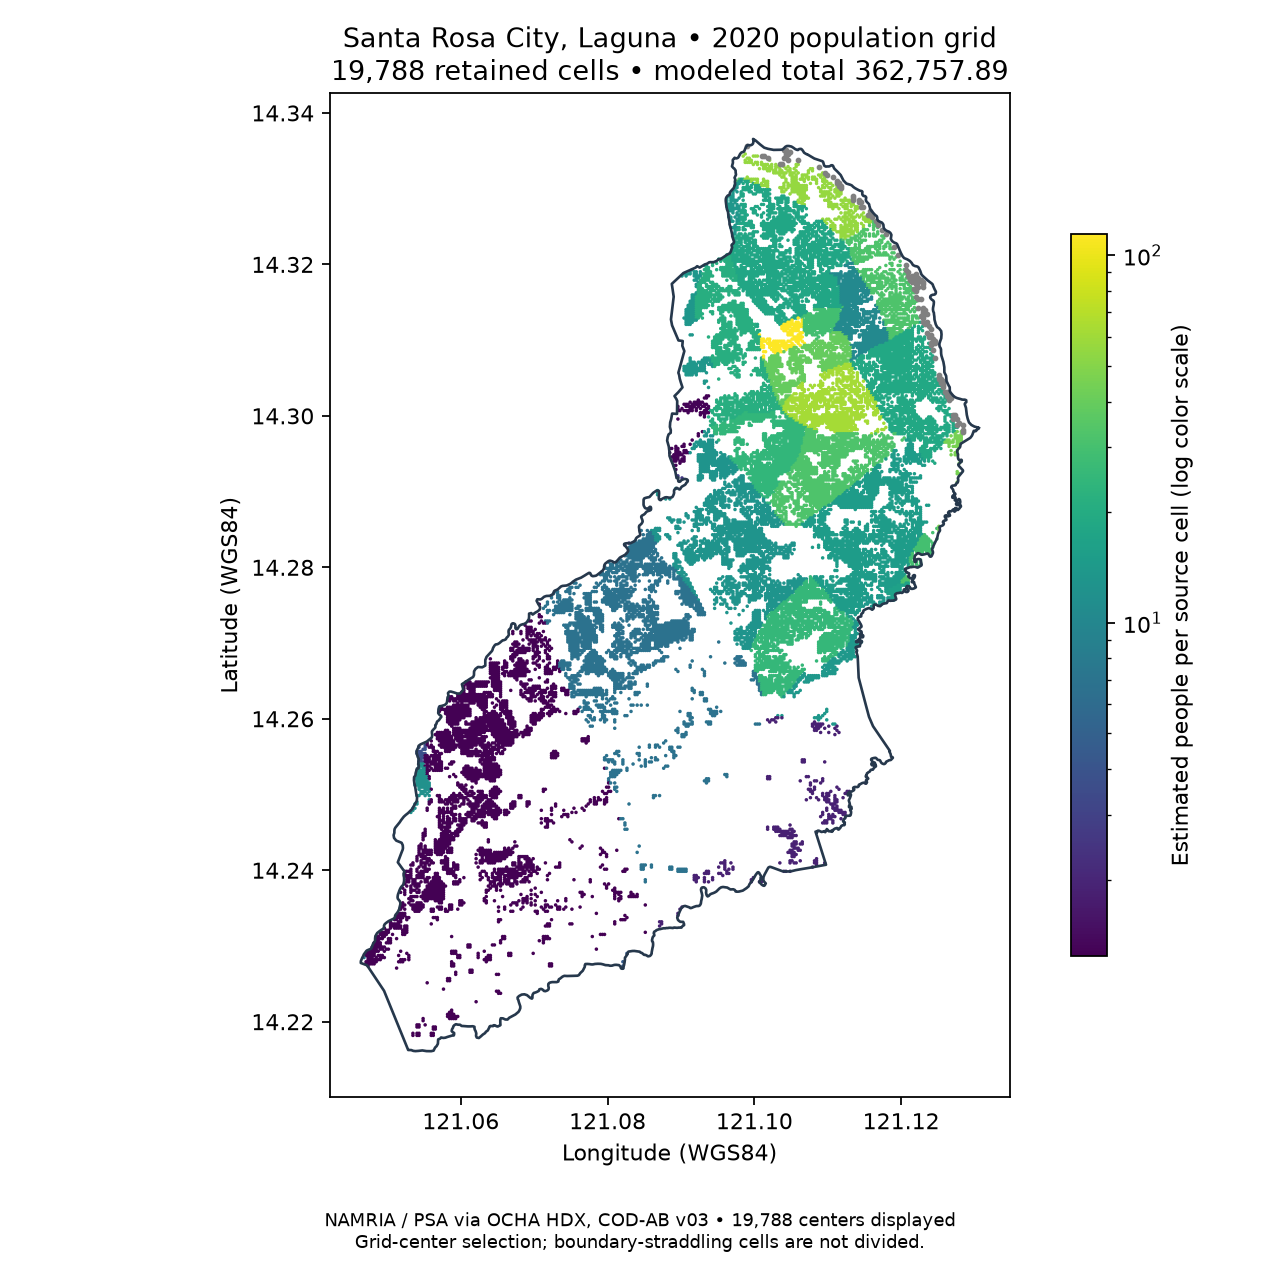 Santa Rosa City, Laguna • 2020 population grid
19,788 retained cells • modeled total 362,757.89
14.34
14.32
14.30
14.28
14.26
14.24
14.22
Latitude (WGS84)
121.06
121.08
121.10
121.12
Longitude (WGS84)
10²
10¹
Estimated people per source cell (log color scale)
NAMRIA / PSA via OCHA HDX, COD-AB v03 • 19,788 centers displayed
Grid-center selection; boundary-straddling cells are not divided.